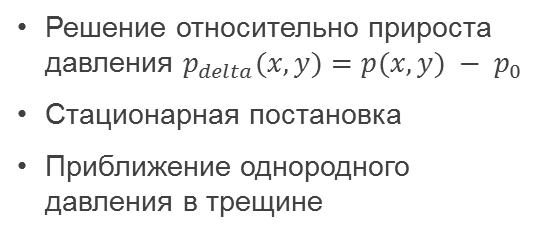 • Решение относительно прироста
давления p_delta(x, y) = p(x, y) − p_0
• Стационарная постановка
• Приближение однородного
давления в трещине